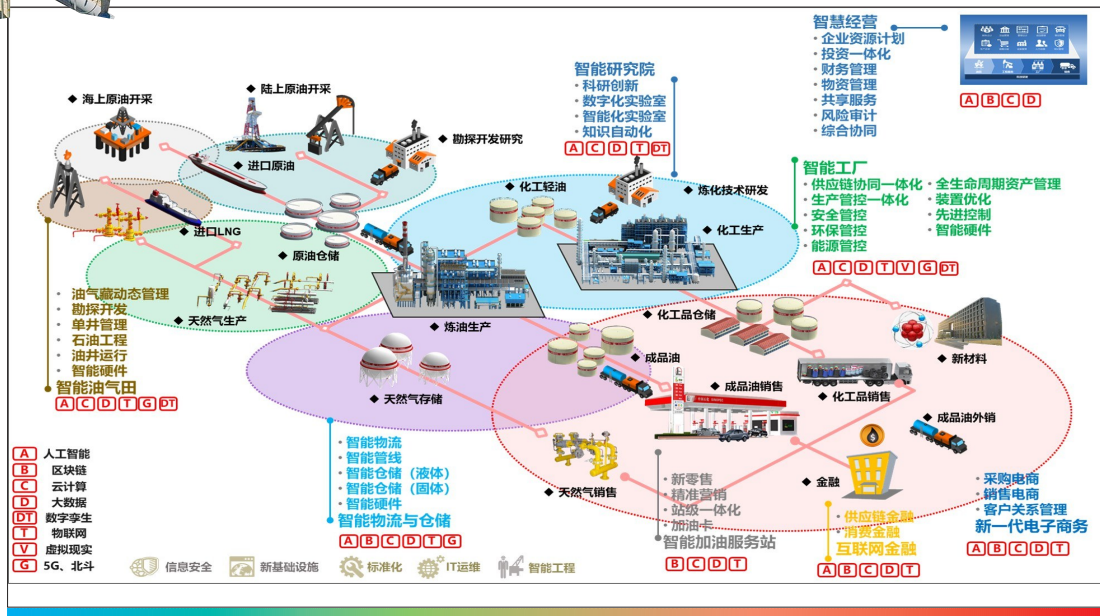 智慧经营
• 企业资源计划
• 投资一体化
• 财务管理
• 物资管理
• 共享服务
• 风险审计
• 综合协同
A B C D
智能研究院
• 科研创新
• 数字化实验室
• 智能化实验室
• 知识自动化
A C D T DT
◆ 海上原油开采
◆ 陆上原油开采
◆ 勘探开发研究
◆ 进口原油
◆ 进口LNG
◆ 原油仓储
◆ 天然气生产
◆ 化工轻油
◆ 炼化技术研发
◆ 化工生产
◆ 炼油生产
智能工厂
• 供应链协同一体化
• 生产管控一体化
• 安全管控
• 环保管控
• 能源管控
• 全生命周期资产管理
• 装置优化
• 先进控制
• 智能硬件
A C D T V G DT
• 油气藏动态管理
• 勘探开发
• 单井管理
• 石油工程
• 油井运行
• 智能硬件
智能油气田
A C D T G DT
◆ 天然气存储
◆ 化工品仓储
◆ 成品油
◆ 新材料
◆ 成品油销售
◆ 化工品销售
◆ 成品油外销
◆ 天然气销售
◆ 金融
• 智能物流
• 智能管线
• 智能仓储（液体）
• 智能仓储（固体）
• 智能硬件
智能物流与仓储
A B C D T G
• 新零售
• 精准营销
• 站级一体化
• 加油卡
智能加油服务站
B C D T
• 供应链金融
• 消费金融
互联网金融
A B C D T
• 采购电商
• 销售电商
• 客户关系管理
新一代电子商务
A B C D T
A 人工智能
B 区块链
C 云计算
D 大数据
DT 数字孪生
T 物联网
V 虚拟现实
G 5G、北斗
信息安全
新基础设施
标准化
IT运维
智能工程